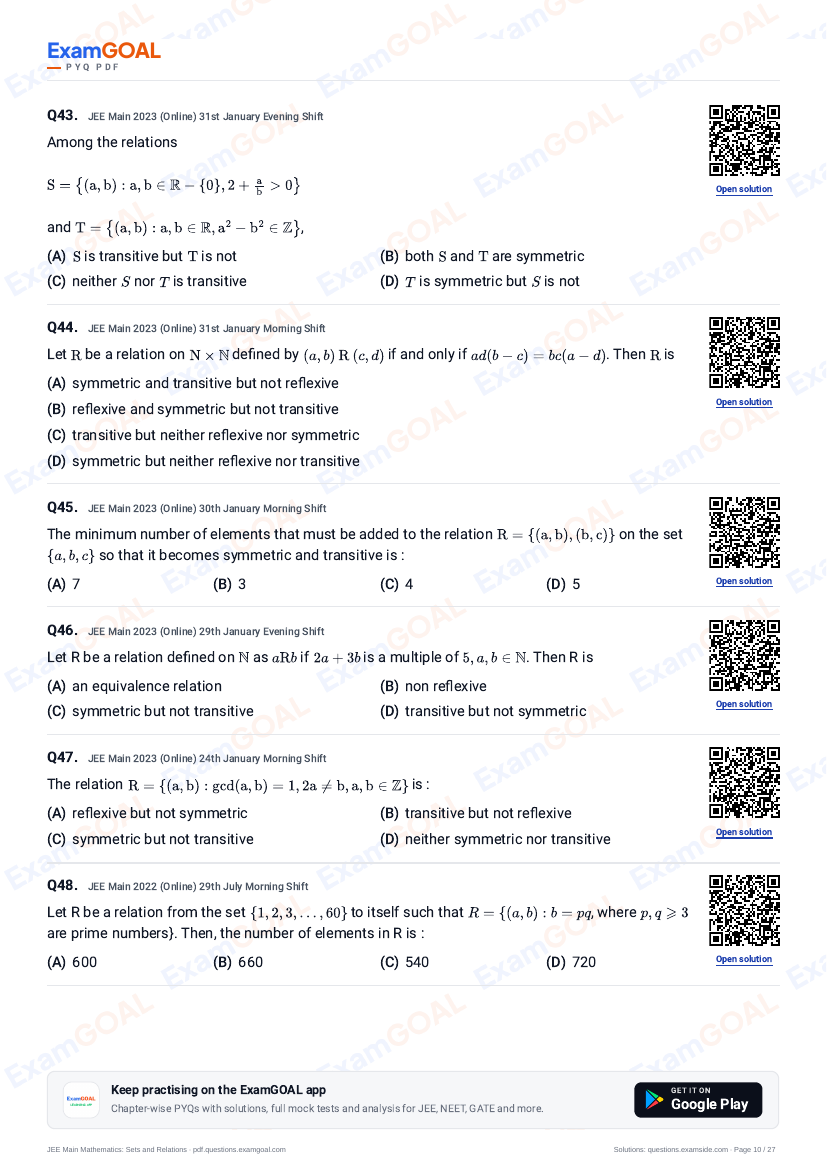 ExamGOAL
PYQ PDF
Q43. JEE Main 2023 (Online) 31st January Evening Shift
Among the relations
S = {(a, b) : a, b ∈ ℝ − {0}, 2 + a/b > 0}
and T = {(a, b) : a, b ∈ ℝ, a² − b² ∈ ℤ},
(A) S is transitive but T is not
(B) both S and T are symmetric
(C) neither S nor T is transitive
(D) T is symmetric but S is not
Open solution
Q44. JEE Main 2023 (Online) 31st January Morning Shift
Let R be a relation on N × ℕ defined by (a, b) R (c, d) if and only if ad(b − c) = bc(a − d). Then R is
(A) symmetric and transitive but not reflexive
(B) reflexive and symmetric but not transitive
(C) transitive but neither reflexive nor symmetric
(D) symmetric but neither reflexive nor transitive
Open solution
Q45. JEE Main 2023 (Online) 30th January Morning Shift
The minimum number of elements that must be added to the relation R = {(a, b), (b, c)} on the set
{a, b, c} so that it becomes symmetric and transitive is :
(A) 7 (B) 3 (C) 4 (D) 5
Open solution
Q46. JEE Main 2023 (Online) 29th January Evening Shift
Let R be a relation defined on ℕ as aRb if 2a + 3b is a multiple of 5, a, b ∈ ℕ. Then R is
(A) an equivalence relation
(B) non reflexive
(C) symmetric but not transitive
(D) transitive but not symmetric
Open solution
Q47. JEE Main 2023 (Online) 24th January Morning Shift
The relation R = {(a, b) : gcd(a, b) = 1, 2a ≠ b, a, b ∈ ℤ} is :
(A) reflexive but not symmetric
(B) transitive but not reflexive
(C) symmetric but not transitive
(D) neither symmetric nor transitive
Open solution
Q48. JEE Main 2022 (Online) 29th July Morning Shift
Let R be a relation from the set {1, 2, 3, . . . , 60} to itself such that R = {(a, b) : b = pq, where p, q ⩾ 3
are prime numbers}. Then, the number of elements in R is :
(A) 600 (B) 660 (C) 540 (D) 720
Open solution
ExamGOAL
Keep practising on the ExamGOAL app
Chapter-wise PYQs with solutions, full mock tests and analysis for JEE, NEET, GATE and more.
GET IT ON
Google Play
JEE Main Mathematics: Sets and Relations · pdf.questions.examgoal.com
Solutions: questions.examside.com · Page 10 / 27